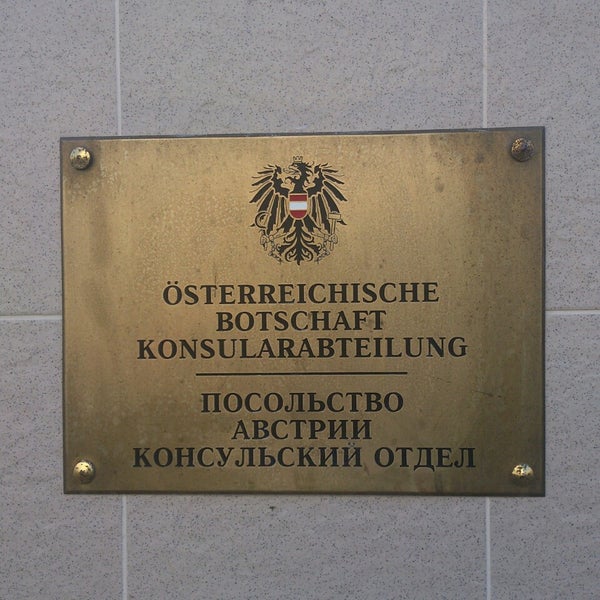 ÖSTERREICHISCHE
BOTSCHAFT
KONSULARABTEILUNG
ПОСОЛЬСТВО
АВСТРИИ
КОНСУЛЬСКИЙ ОТДЕЛ